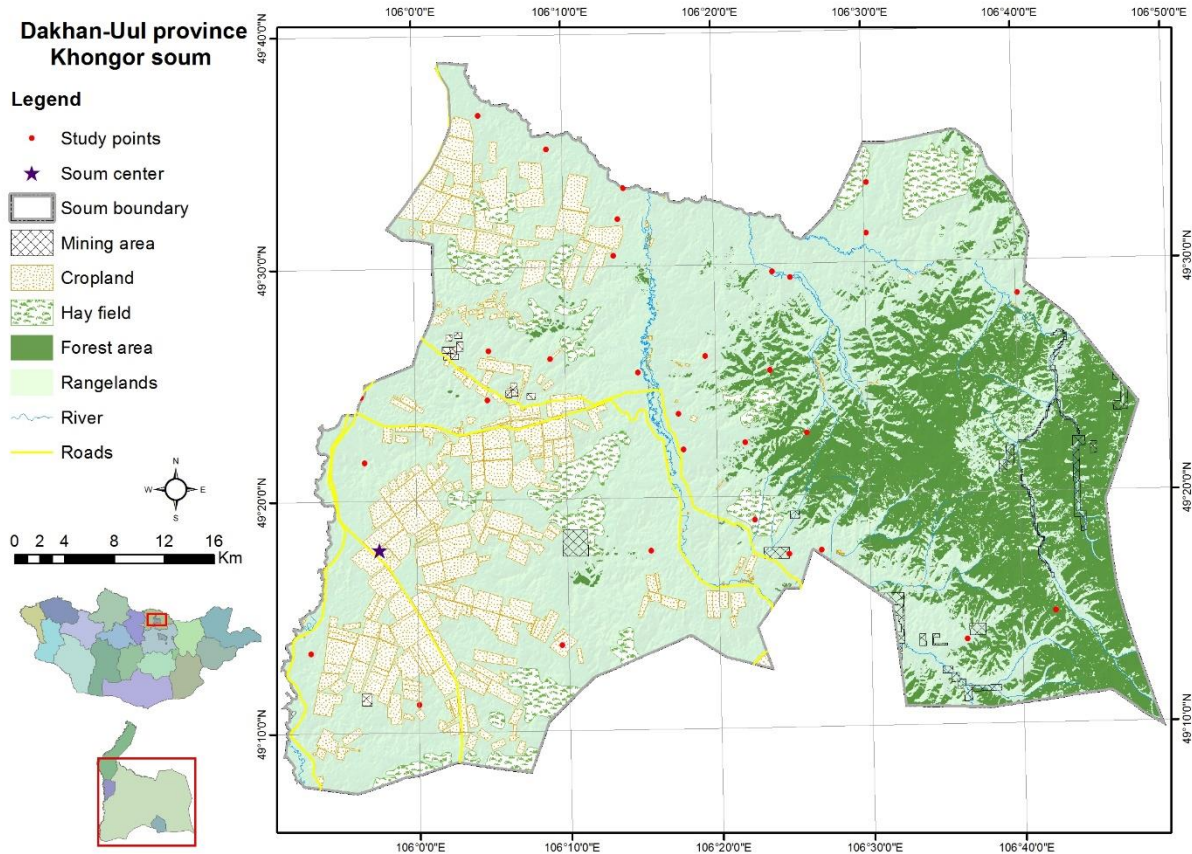 Dakhan-Uul province
Khongor soum
Legend
Study points
Soum center
Soum boundary
Mining area
Cropland
Hay field
Forest area
Rangelands
River
Roads
N
W
E
S
0 2 4 8 12 16
Km
106°0'0"E 106°10'0"E 106°20'0"E 106°30'0"E 106°40'0"E 106°50'0"E
49°40'0"N
49°30'0"N
49°20'0"N
49°10'0"N
49°30'0"N
49°20'0"N
49°10'0"N
106°0'0"E 106°10'0"E 106°20'0"E 106°30'0"E 106°40'0"E